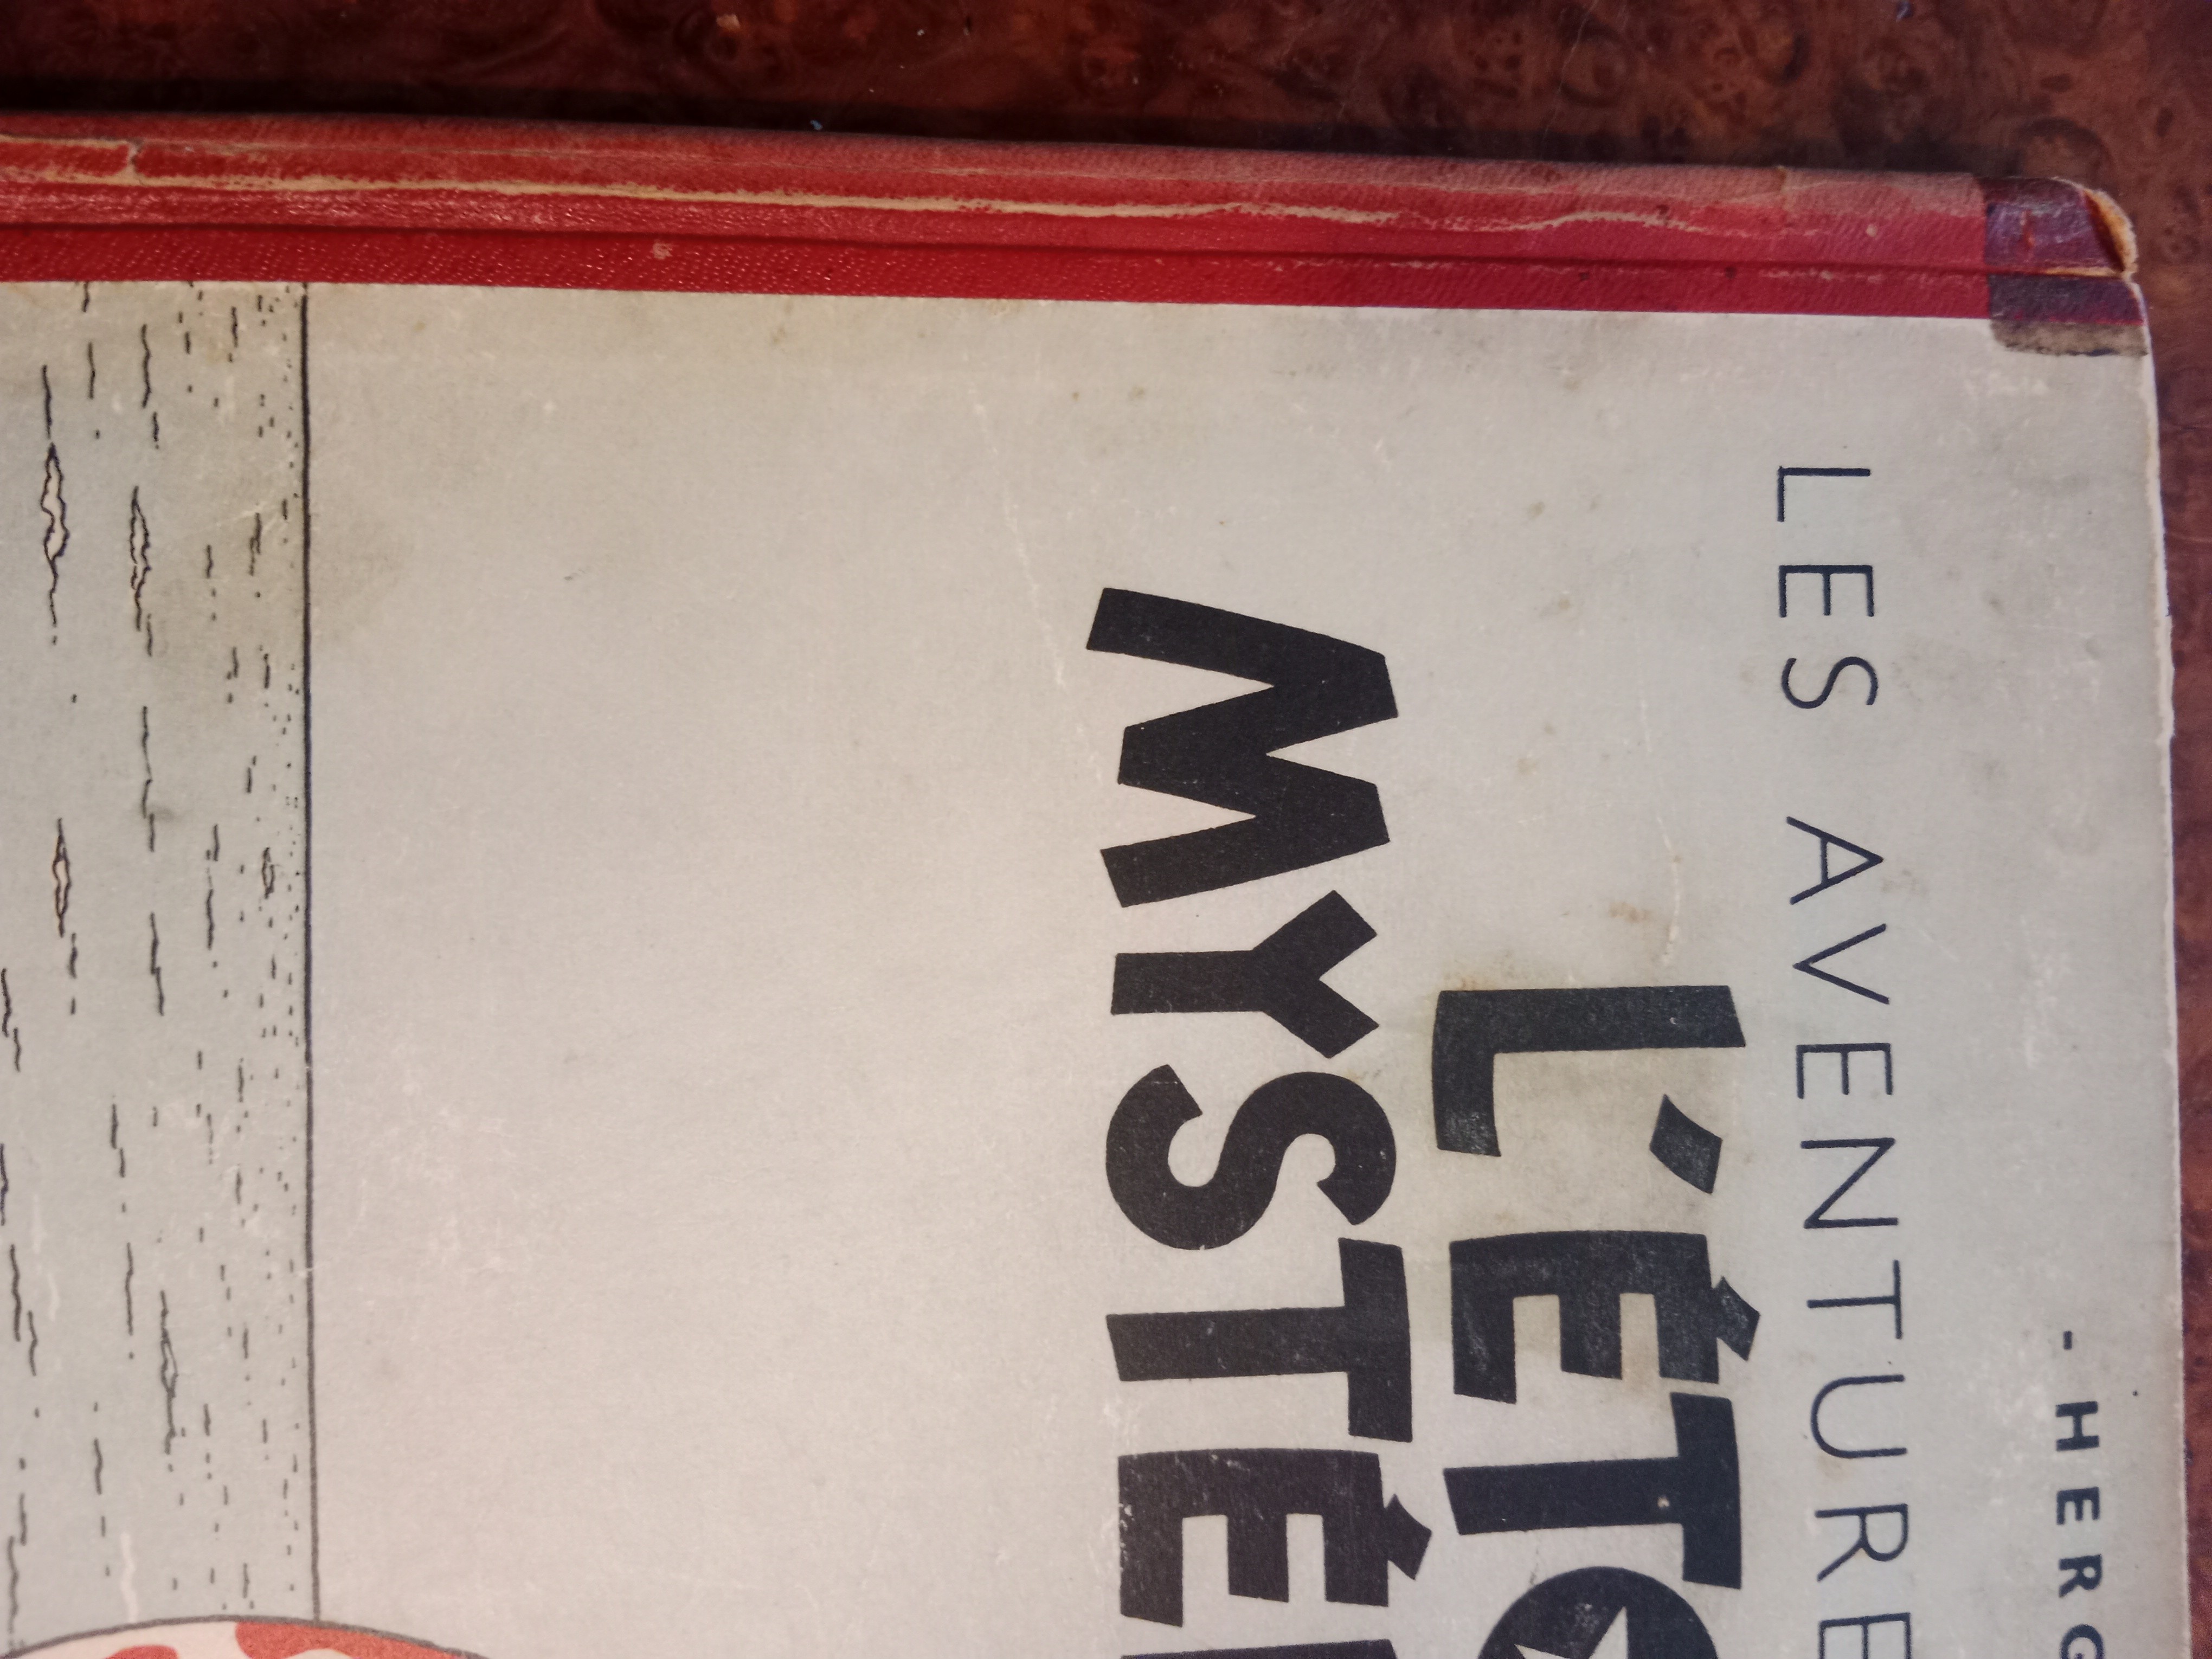 - HERG
LES AVENTURE
L'ÉTO
MYSTÉ